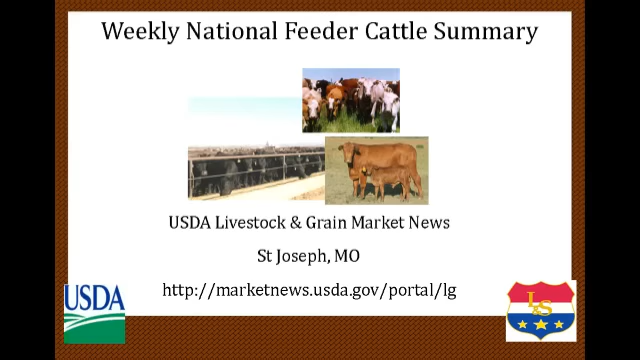 Weekly National Feeder Cattle Summary
USDA Livestock & Grain Market News
St Joseph, MO
http://marketnews.usda.gov/portal/lg
USDA
L&S